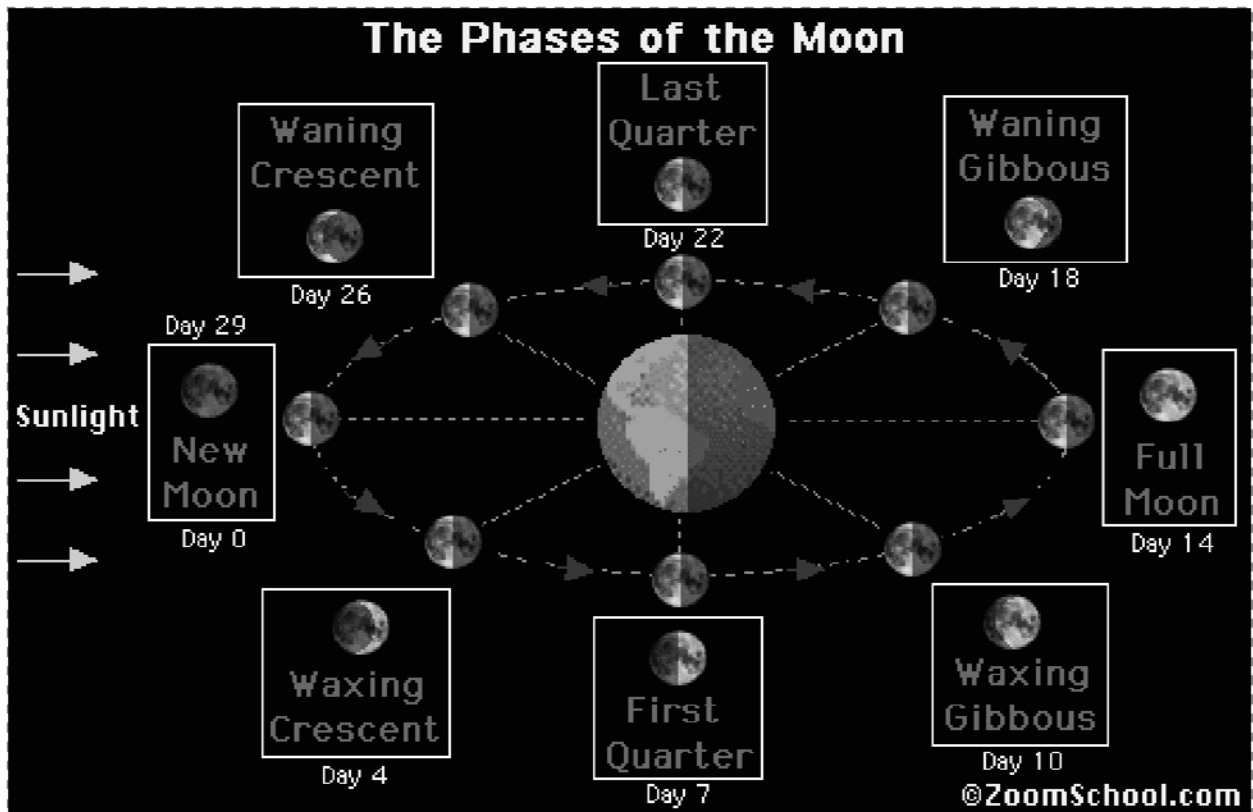 The Phases of the Moon
Waning
Crescent
Day 26
Last
Quarter
Day 22
Waning
Gibbous
Day 18
Day 29
Sunlight
New
Moon
Day 0
Full
Moon
Day 14
Waxing
Crescent
Day 4
First
Quarter
Day 7
Waxing
Gibbous
Day 10
©ZoomSchool.com